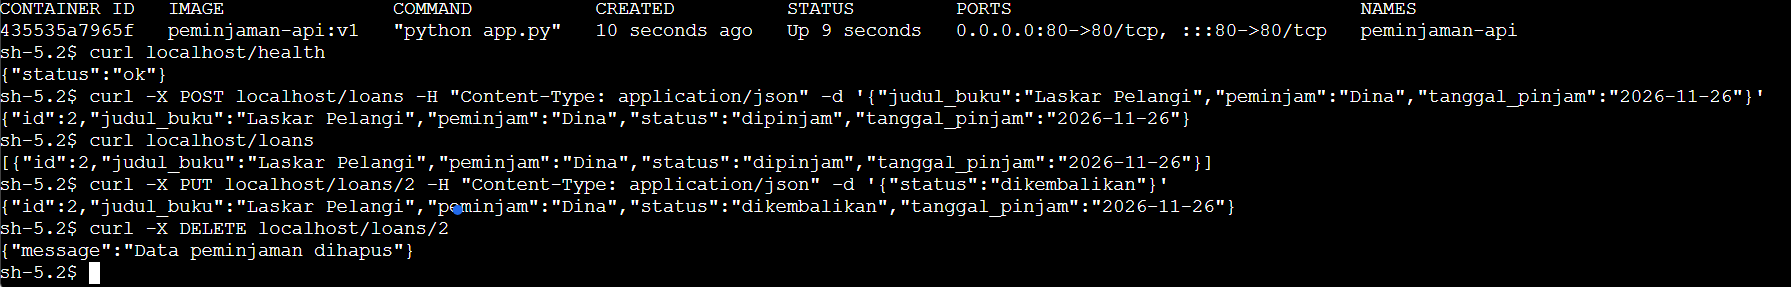 CONTAINER ID   IMAGE               COMMAND           CREATED          STATUS         PORTS                               NAMES
435535a7965f   peminjaman-api:v1   "python app.py"   10 seconds ago   Up 9 seconds   0.0.0.0:80->80/tcp, :::80->80/tcp   peminjaman-api
sh-5.2$ curl localhost/health
{"status":"ok"}
sh-5.2$ curl -X POST localhost/loans -H "Content-Type: application/json" -d '{"judul_buku":"Laskar Pelangi","peminjam":"Dina","tanggal_pinjam":"2026-11-26"}'
{"id":2,"judul_buku":"Laskar Pelangi","peminjam":"Dina","status":"dipinjam","tanggal_pinjam":"2026-11-26"}
sh-5.2$ curl localhost/loans
[{"id":2,"judul_buku":"Laskar Pelangi","peminjam":"Dina","status":"dipinjam","tanggal_pinjam":"2026-11-26"}]
sh-5.2$ curl -X PUT localhost/loans/2 -H "Content-Type: application/json" -d '{"status":"dikembalikan"}'
{"id":2,"judul_buku":"Laskar Pelangi","peminjam":"Dina","status":"dikembalikan","tanggal_pinjam":"2026-11-26"}
sh-5.2$ curl -X DELETE localhost/loans/2
{"message":"Data peminjaman dihapus"}
sh-5.2$